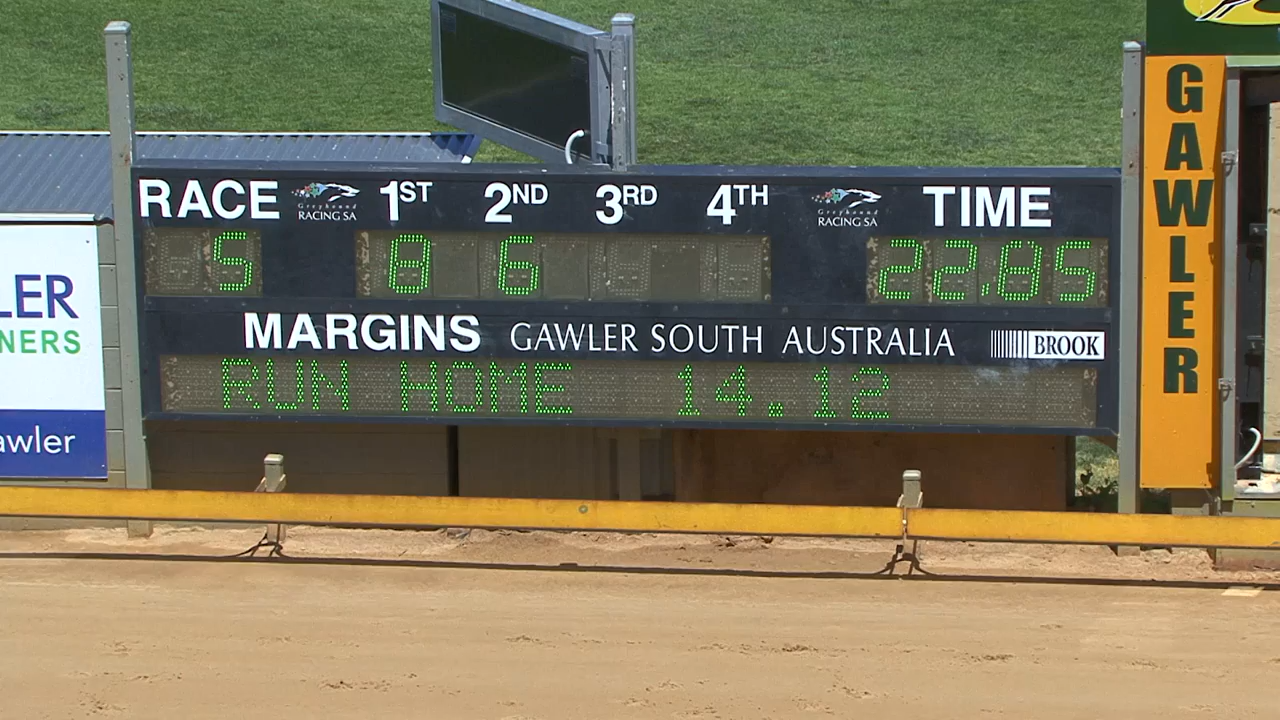 RACE Greyhound RACING SA 1ST 2ND 3RD 4TH Greyhound RACING SA TIME
5 8 6 22.85
MARGINS GAWLER SOUTH AUSTRALIA BROOK
RUN HOME 14.12
GAWLER
LER
NERS
awler